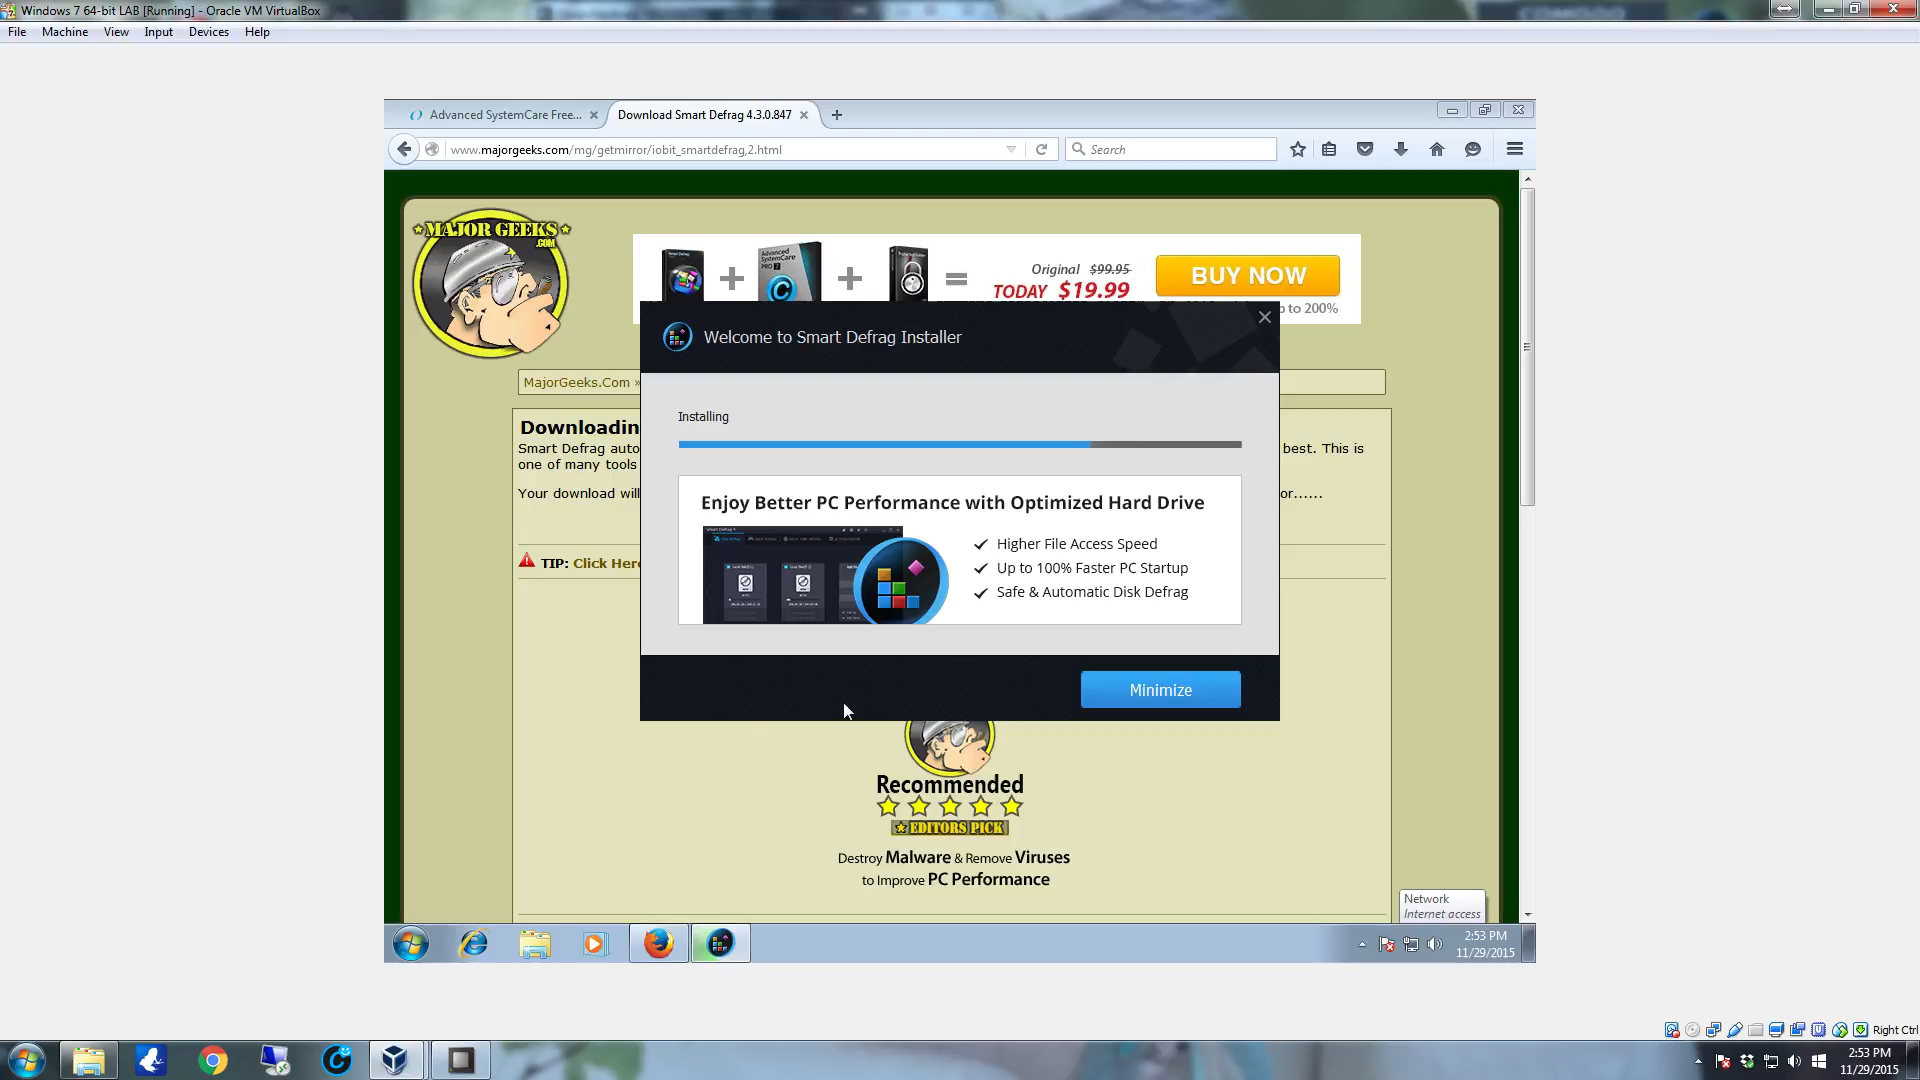 Windows 7 64-bit LAB [Running] - Oracle VM VirtualBox
File Machine View Input Devices Help
Advanced SystemCare Free...
Download Smart Defrag 4.3.0.847
www.majorgeeks.com/mg/getmirror/iobit_smartdefrag,2.html
Search
MAJOR GEEKS
.COM
Advanced SystemCare PRO 7
Original $99.95
TODAY $19.99
BUY NOW
p to 200%
Welcome to Smart Defrag Installer
MajorGeeks.Com »
Installing
Downloadin
Smart Defrag auto
best. This is
one of many tools
Your download will
or......
Enjoy Better PC Performance with Optimized Hard Drive
Higher File Access Speed
Up to 100% Faster PC Startup
Safe & Automatic Disk Defrag
TIP: Click Here
Minimize
Recommended
EDITORS PICK
Destroy Malware & Remove Viruses
to Improve PC Performance
Network
Internet access
2:53 PM
11/29/2015
Right Ctrl
2:53 PM
11/29/2015